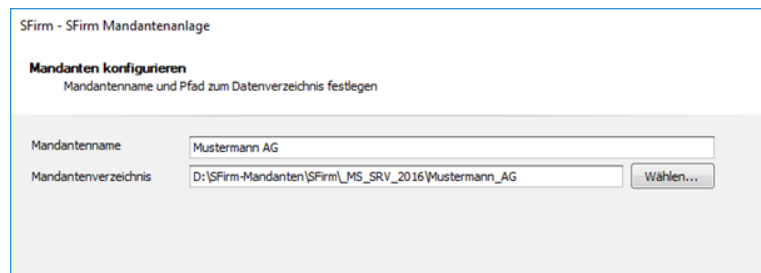 SFirm - SFirm Mandantenanlage
Mandanten konfigurieren
Mandantenname und Pfad zum Datenverzeichnis festlegen
Mandantenname Mustermann AG
Mandantenverzeichnis D:\SFirm-Mandanten\SFirm\_MS_SRV_2016\Mustermann_AG Wählen...